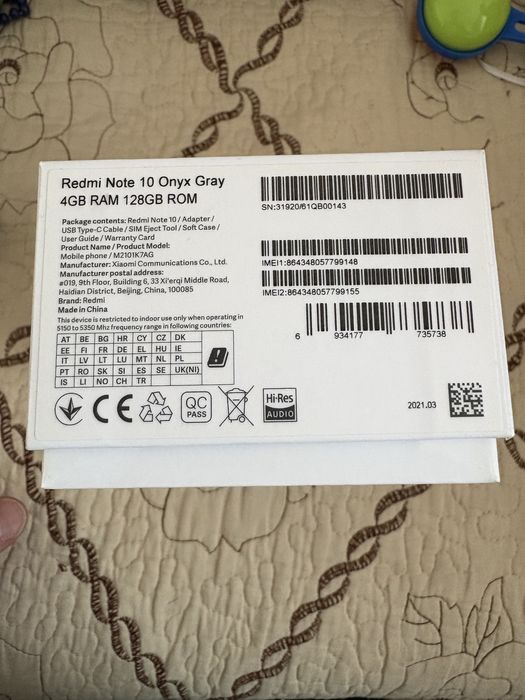 Redmi Note 10 Onyx Gray
4GB RAM 128GB ROM
Package contents: Redmi Note 10 / Adapter /
USB Type-C Cable / SIM Eject Tool / Soft Case /
User Guide / Warranty Card
Product Name / Product Model:
Mobile phone / M2101K7AG
Manufacturer: Xiaomi Communications Co., Ltd.
Manufacturer postal address:
#019, 9th Floor, Building 6, 33 Xi'erqi Middle Road,
Haidian District, Beijing, China, 100085
Brand: Redmi
Made in China
This device is restricted to indoor use only when operating in
5150 to 5350 Mhz frequency range in following countries:
AT BE BG HR CY CZ DK
EE FI FR DE EL HU IE
IT LV LT LU MT NL PL
PT RO SK SI ES SE UK(NI)
IS LI NO CH TR
CE
QC
PASS
Hi-Res
AUDIO
SN:31920/61QB00143
IMEI1:864348057799148
IMEI2:864348057799155
6 934177 735738
2021.03